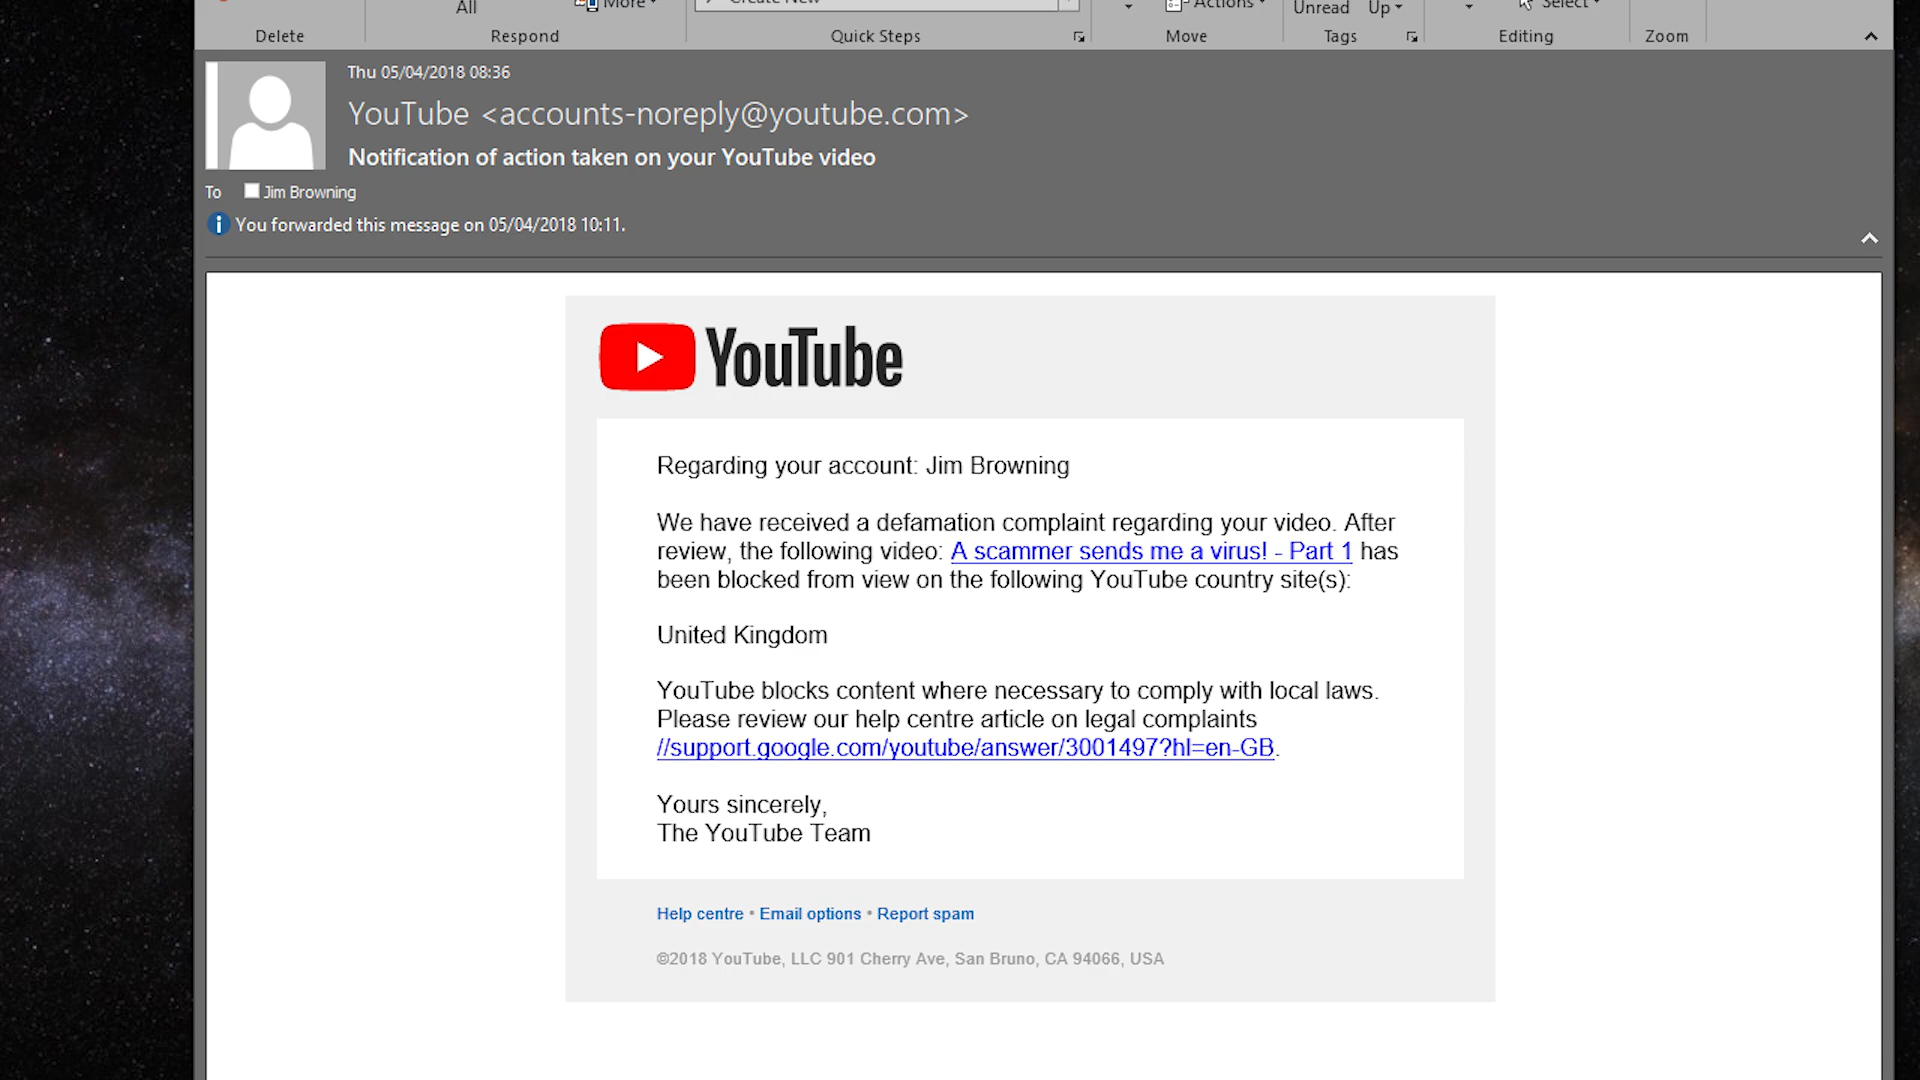 All
More
Create New
Actions
Unread
Up
Select
Delete
Respond
Quick Steps
Move
Tags
Editing
Zoom
Thu 05/04/2018 08:36
YouTube <accounts-noreply@youtube.com>
Notification of action taken on your YouTube video
To Jim Browning
You forwarded this message on 05/04/2018 10:11.
YouTube
Regarding your account: Jim Browning
We have received a defamation complaint regarding your video. After
review, the following video: A scammer sends me a virus! - Part 1 has
been blocked from view on the following YouTube country site(s):
United Kingdom
YouTube blocks content where necessary to comply with local laws.
Please review our help centre article on legal complaints
//support.google.com/youtube/answer/3001497?hl=en-GB.
Yours sincerely,
The YouTube Team
Help centre • Email options • Report spam
©2018 YouTube, LLC 901 Cherry Ave, San Bruno, CA 94066, USA